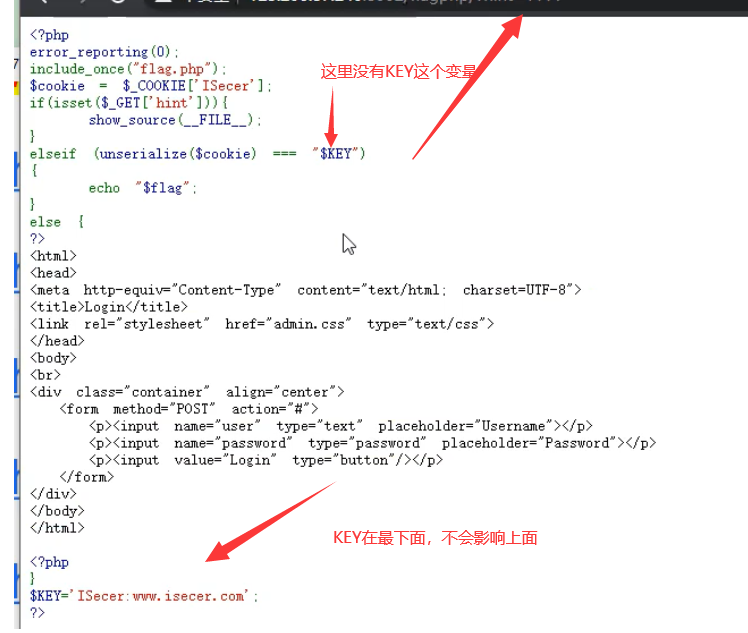 <?php
error_reporting(0);
include_once("flag.php");
这里没有KEY这个变量
$cookie = $_COOKIE['ISecer'];
if(isset($_GET['hint'])){
show_source(__FILE__);
}
elseif (unserialize($cookie) === "$KEY")
{
echo "$flag";
}
else {
?>
<html>
<head>
<meta http-equiv="Content-Type" content="text/html; charset=UTF-8">
<title>Login</title>
<link rel="stylesheet" href="admin.css" type="text/css">
</head>
<body>
<br>
<div class="container" align="center">
<form method="POST" action="#">
<p><input name="user" type="text" placeholder="Username"></p>
<p><input name="password" type="password" placeholder="Password"></p>
<p><input value="Login" type="button"/></p>
</form>
</div>
</body>
</html>
KEY在最下面，不会影响上面
<?php
}
$KEY='ISecer:www.isecer.com';
?>